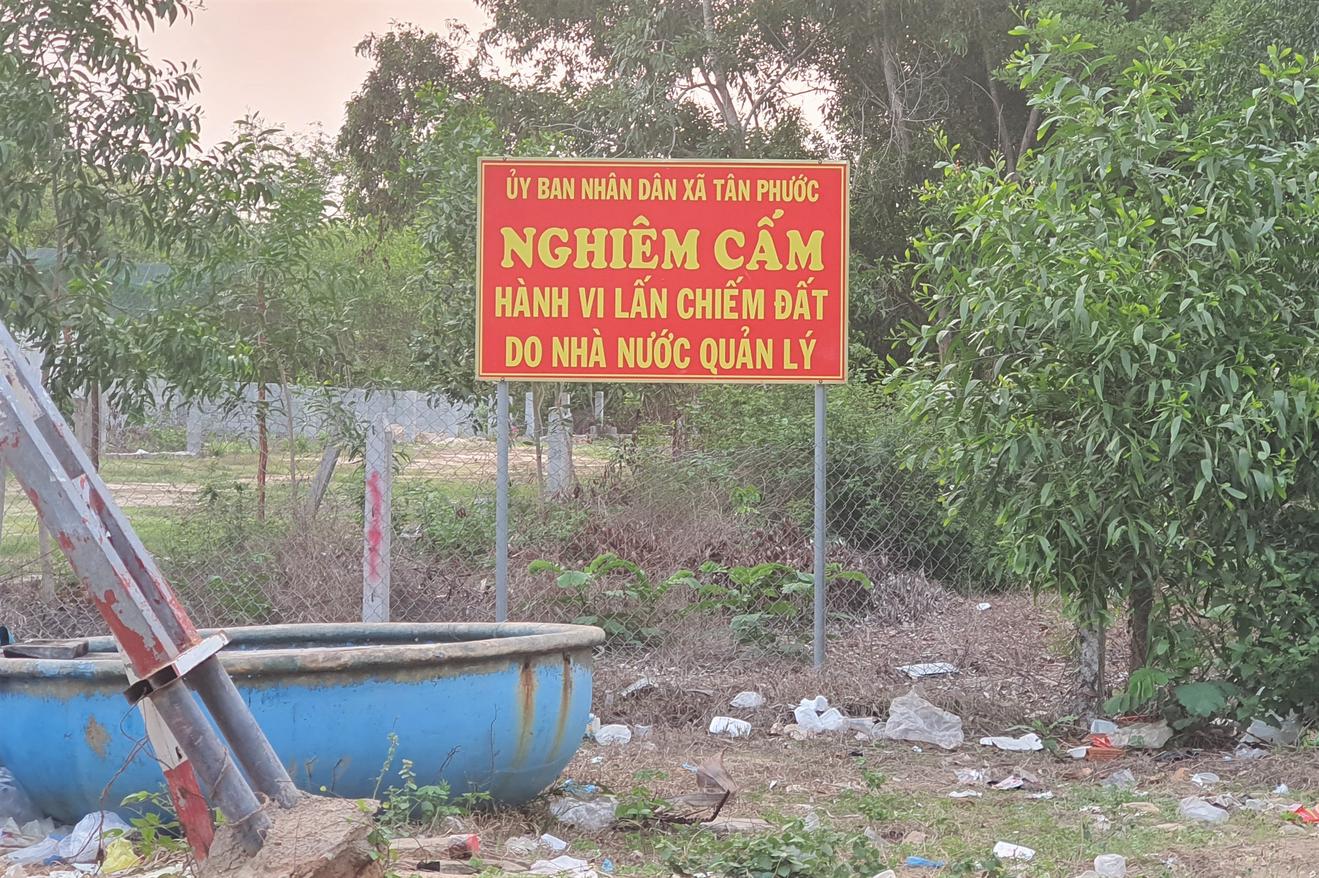 ỦY BAN NHÂN DÂN XÃ TÂN PHƯỚC
NGHIÊM CẤM
HÀNH VI LẤN CHIẾM ĐẤT
DO NHÀ NƯỚC QUẢN LÝ